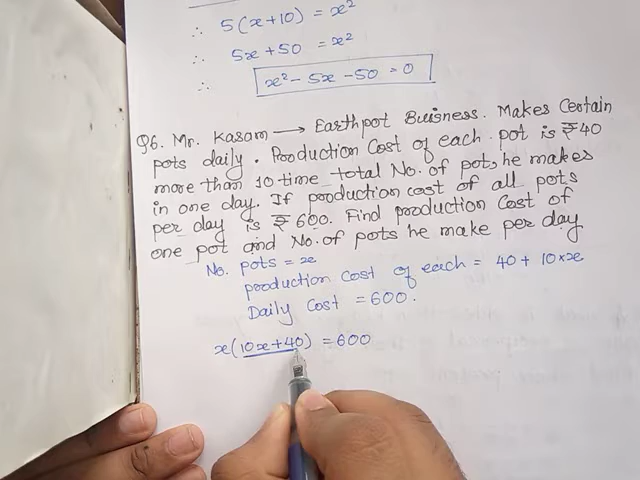 ∴ 5(x+10) = x²
∴ 5x+50 = x²
∴ x²-5x-50=0
Q6. Mr. Kasam → Earthpot Buisness. Makes Certain
pots daily. Production Cost of each pot is ₹40
more than 10-time total No. of pot, he makes
in one day. If production cost of all pots
per day is ₹600. Find production Cost of
one pot and No. of pots he make per day
No. pots = x
production Cost of each = 40 + 10×x
Daily Cost = 600.
x(10x+40) = 600